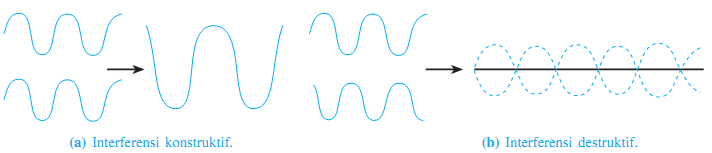 (a) Interferensi konstruktif.
(b) Interferensi destruktif.